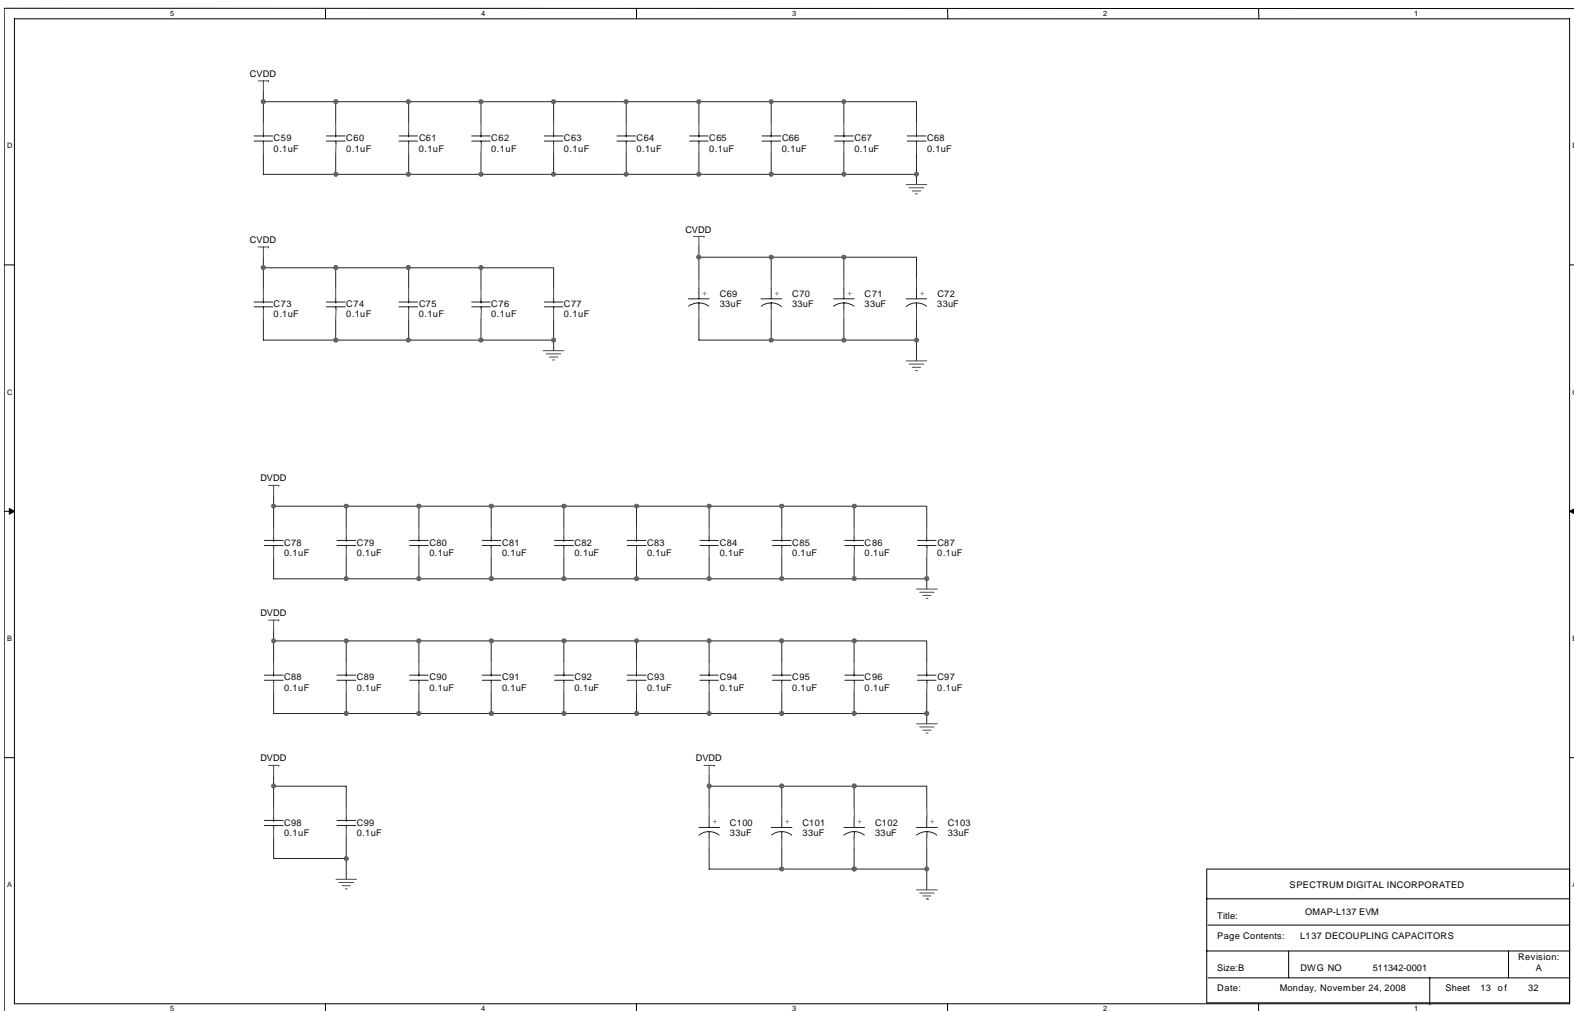 5 4 3 2 1
D
CVDD
C59 C60 C61 C62 C63 C64 C65 C66 C67 C68
0.1uF 0.1uF 0.1uF 0.1uF 0.1uF 0.1uF 0.1uF 0.1uF 0.1uF 0.1uF
CVDD CVDD
C73 C74 C75 C76 C77
0.1uF 0.1uF 0.1uF 0.1uF 0.1uF
+ C69 + C70 + C71 + C72
33uF 33uF 33uF 33uF
C
DVDD
C78 C79 C80 C81 C82 C83 C84 C85 C86 C87
0.1uF 0.1uF 0.1uF 0.1uF 0.1uF 0.1uF 0.1uF 0.1uF 0.1uF 0.1uF
DVDD
B
C88 C89 C90 C91 C92 C93 C94 C95 C96 C97
0.1uF 0.1uF 0.1uF 0.1uF 0.1uF 0.1uF 0.1uF 0.1uF 0.1uF 0.1uF
DVDD DVDD
C98 C99
0.1uF 0.1uF
+ C100 + C101 + C102 + C103
33uF 33uF 33uF 33uF
A
SPECTRUM DIGITAL INCORPORATED
Title: OMAP-L137 EVM
Page Contents: L137 DECOUPLING CAPACITORS
Size:B DWG NO 511342-0001 Revision:
A
Date: Monday, November 24, 2008 Sheet 13 of 32
5 4 3 2 1